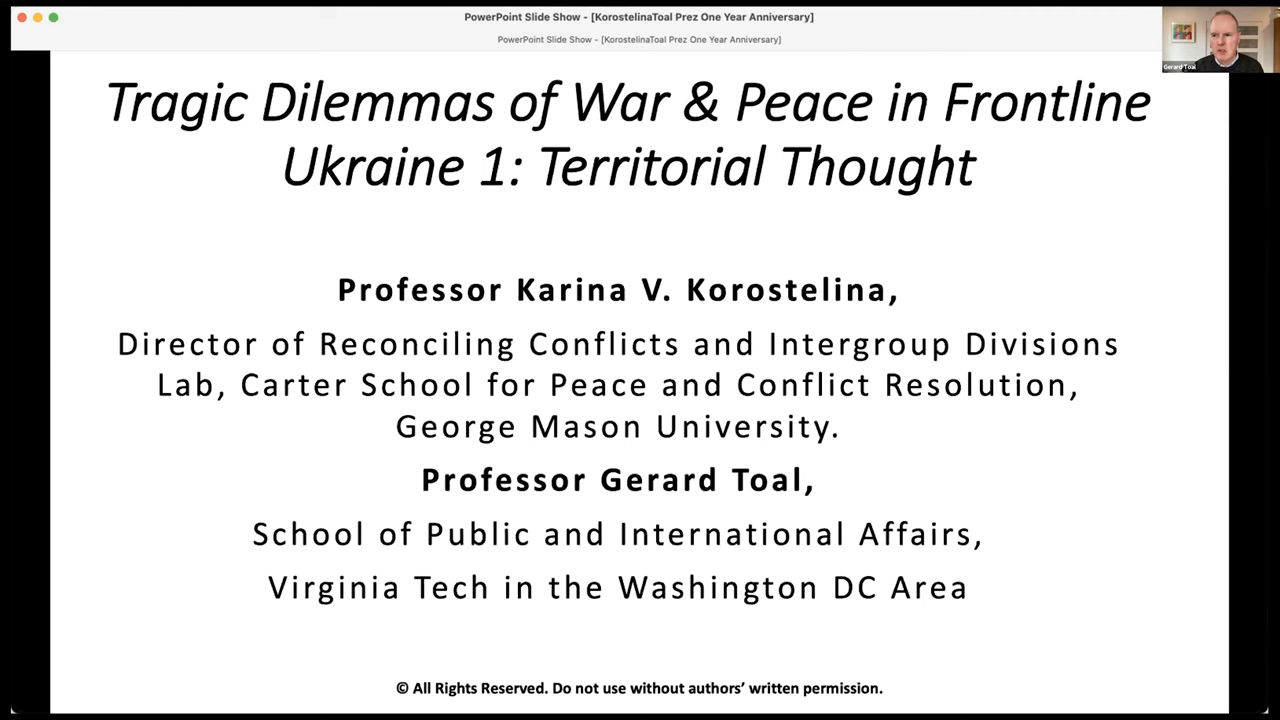 PowerPoint Slide Show - [KorostelinaToal Prez One Year Anniversary]
PowerPoint Slide Show - [KorostelinaToal Prez One Year Anniversary]
Gerard Toal
Tragic Dilemmas of War & Peace in Frontline
Ukraine 1: Territorial Thought
Professor Karina V. Korostelina,
Director of Reconciling Conflicts and Intergroup Divisions
Lab, Carter School for Peace and Conflict Resolution,
George Mason University.
Professor Gerard Toal,
School of Public and International Affairs,
Virginia Tech in the Washington DC Area
© All Rights Reserved. Do not use without authors’ written permission.